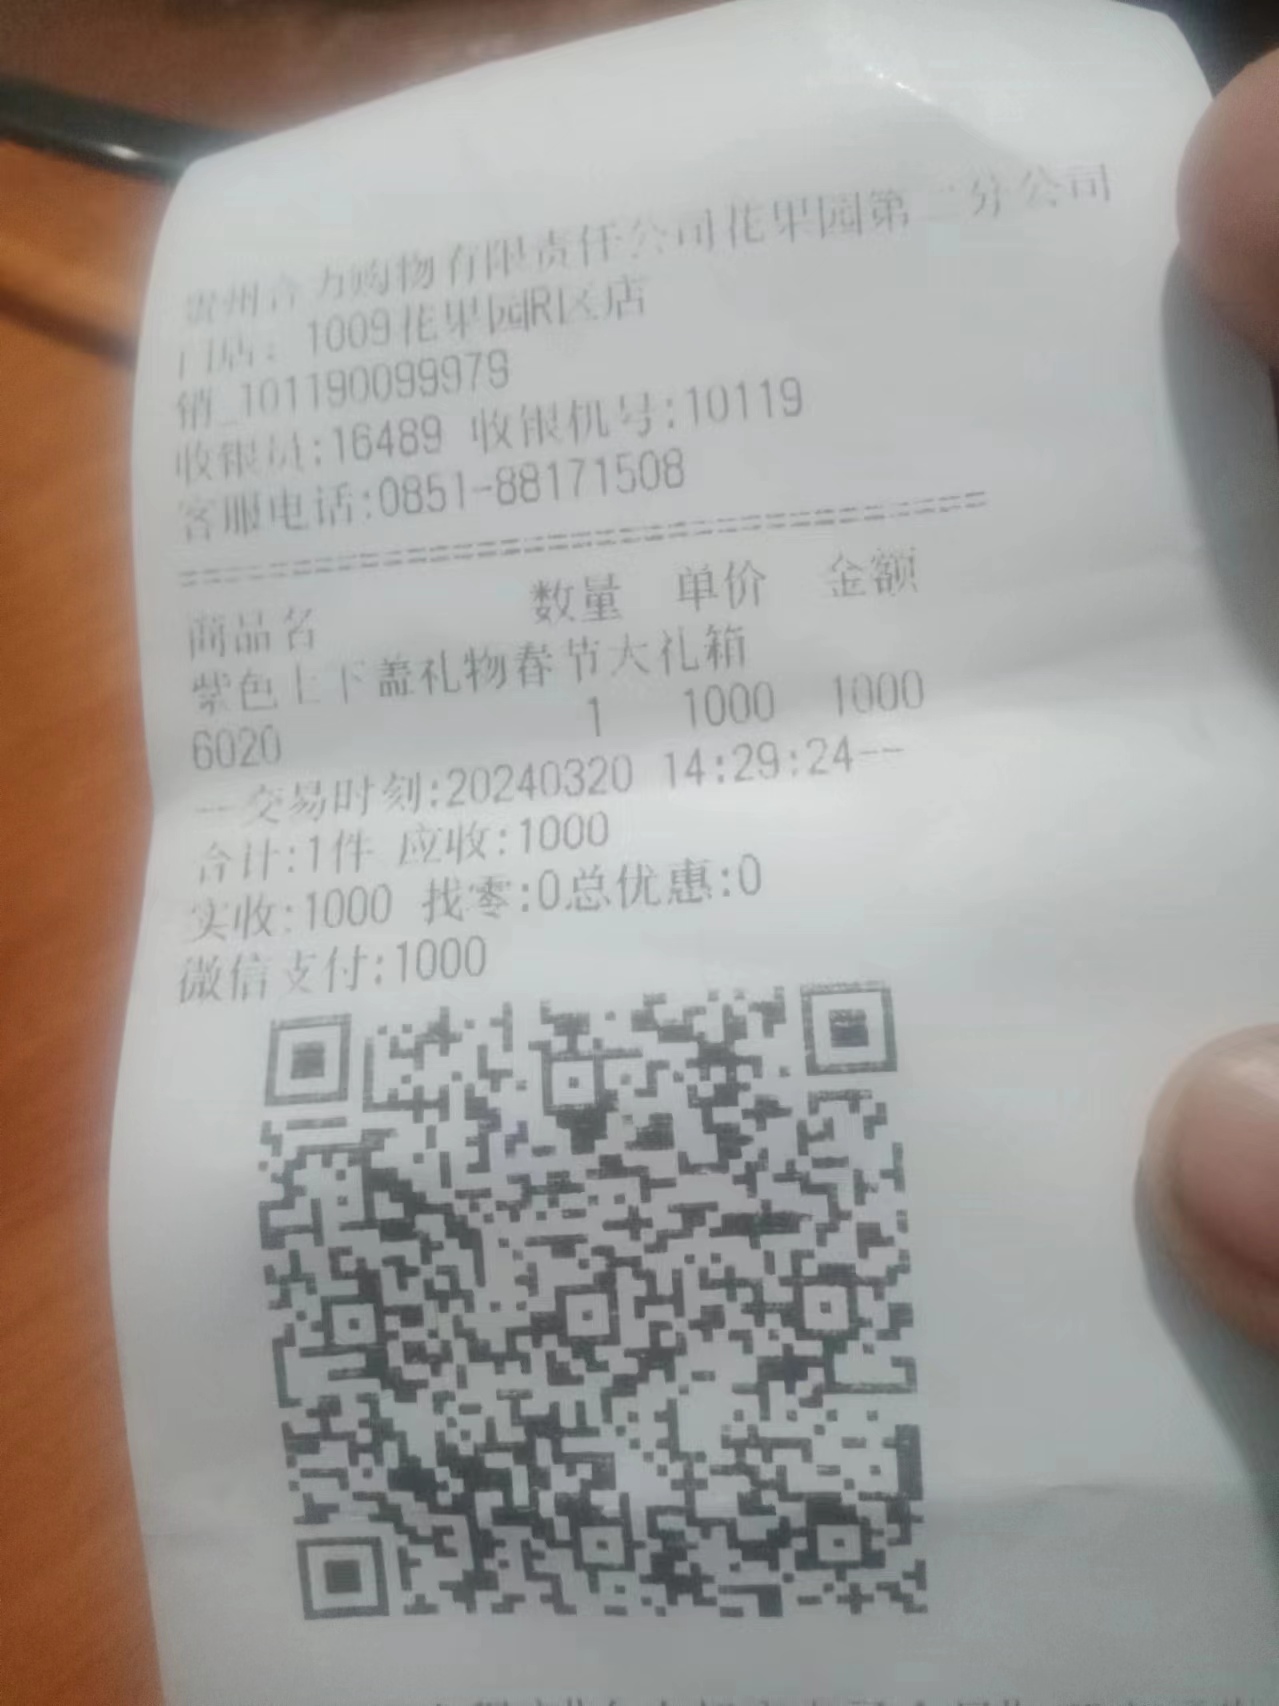 贵州合力购物有限责任公司花果园第二分公司
门店：1009花果园R区店
销_101190099979
收银员:16489 收银机号:10119
客服电话:0851-88171508
商品名 数量 单价 金额
紫色上下盖礼物春节大礼箱
6020 1 1000 1000
--交易时刻:20240320 14:29:24--
合计:1件 应收:1000
实收:1000 找零:0总优惠:0
微信支付:1000